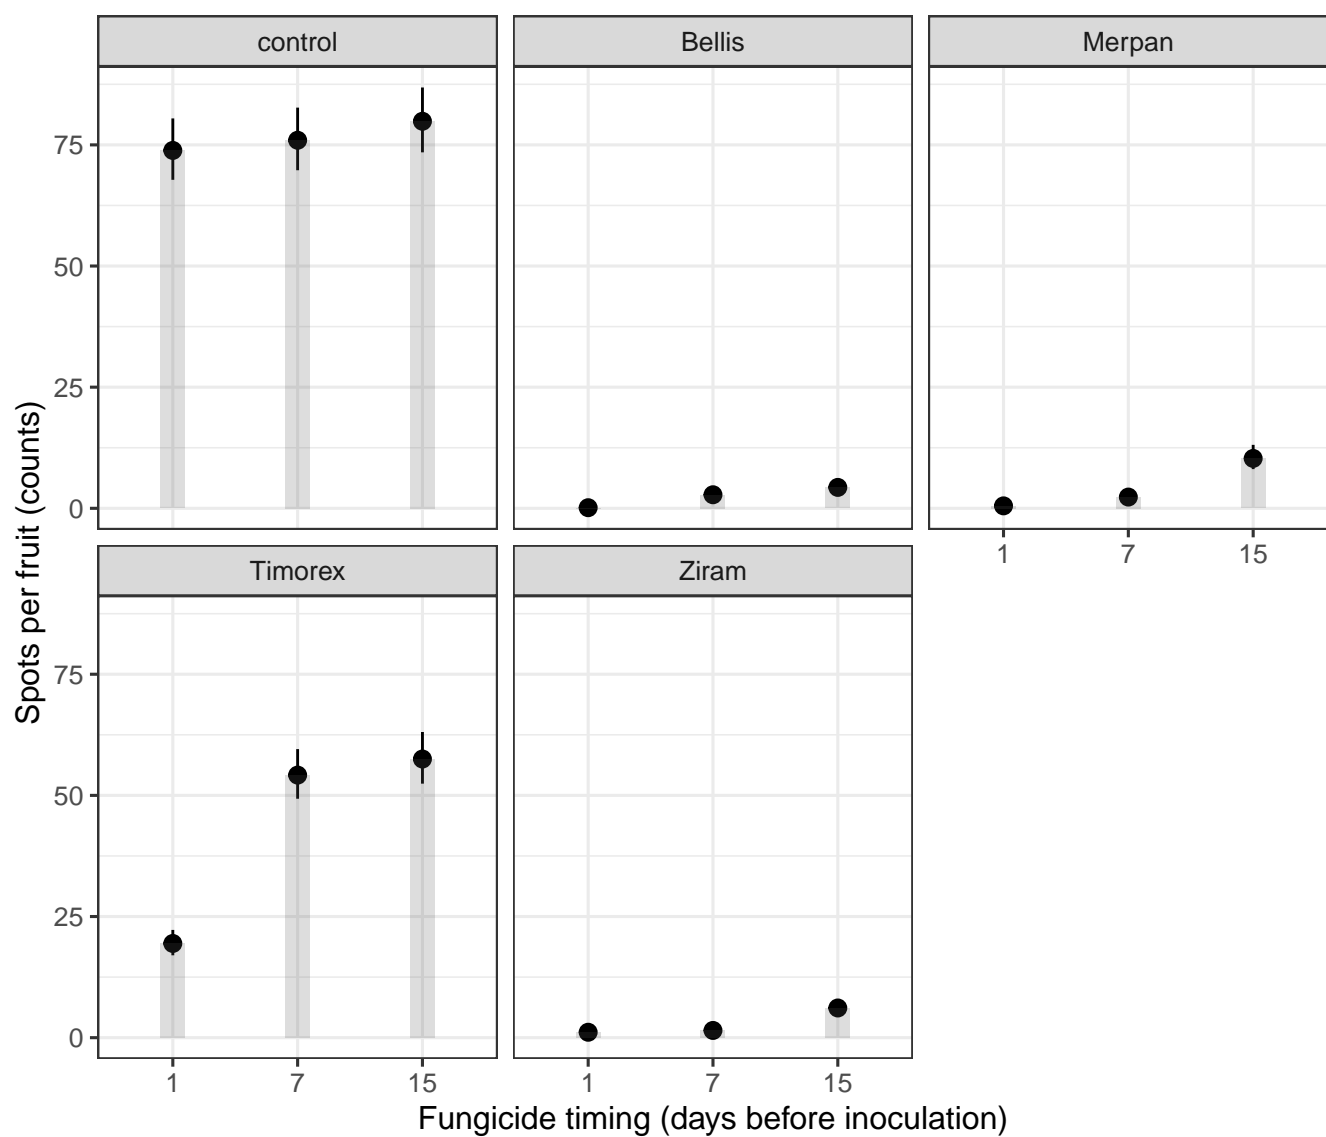 control
Bellis
Merpan
75
50
25
0
1 7 15
Timorex
Ziram
75
50
25
0
1 7 15
1 7 15
Spots per fruit (counts)
Fungicide timing (days before inoculation)